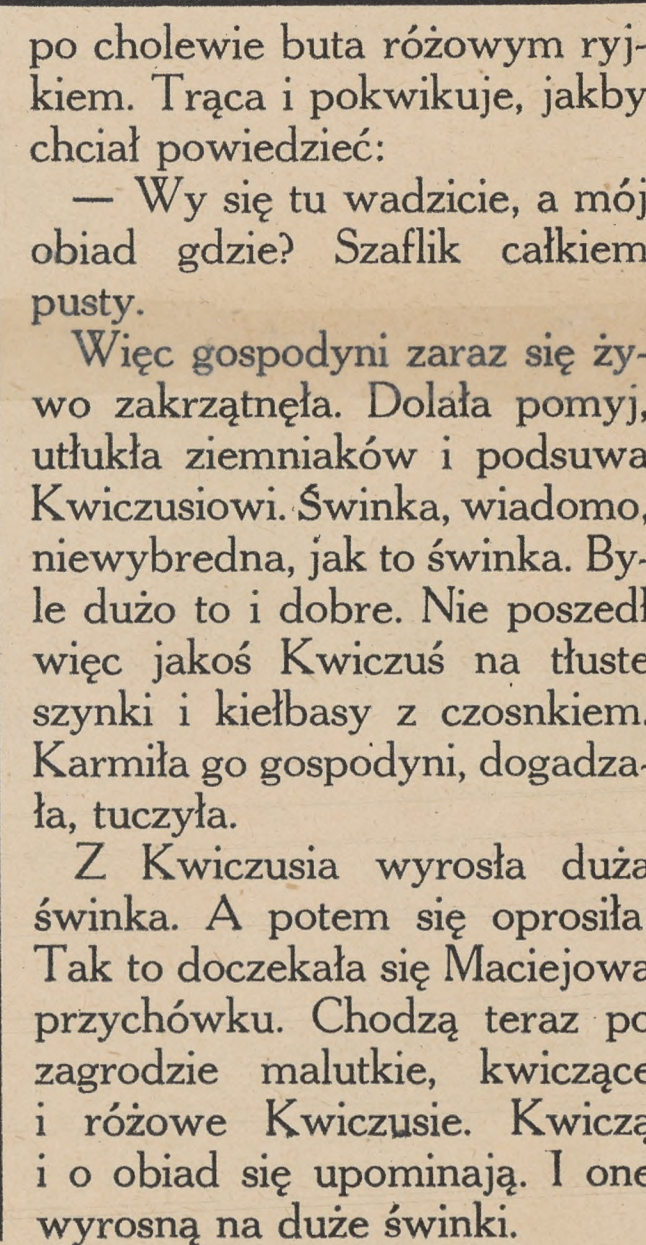 po cholewie buta różowym ryj-
kiem. Trąca i pokwikuje, jakby
chciał powiedzieć:
— Wy się tu wadzicie, a mój
obiad gdzie? Szaflik całkiem
pusty.
Więc gospodyni zaraz się ży-
wo zakrzątnęła. Dolała pomyj,
utłukła ziemniaków i podsuwa
Kwiczusiowi. Świnka, wiadomo,
niewybredna, jak to świnka. By-
le dużo to i dobre. Nie poszedł
więc jakoś Kwiczuś na tłuste
szynki i kiełbasy z czosnkiem.
Karmiła go gospodyni, dogadza-
ła, tuczyła.
Z Kwiczusia wyrosła duża
świnka. A potem się oprosiła
Tak to doczekała się Maciejowa
przychówku. Chodzą teraz po
zagrodzie malutkie, kwiczące
i różowe Kwiczusie. Kwiczą
i o obiad się upominają. I one
wyrosną na duże świnki.